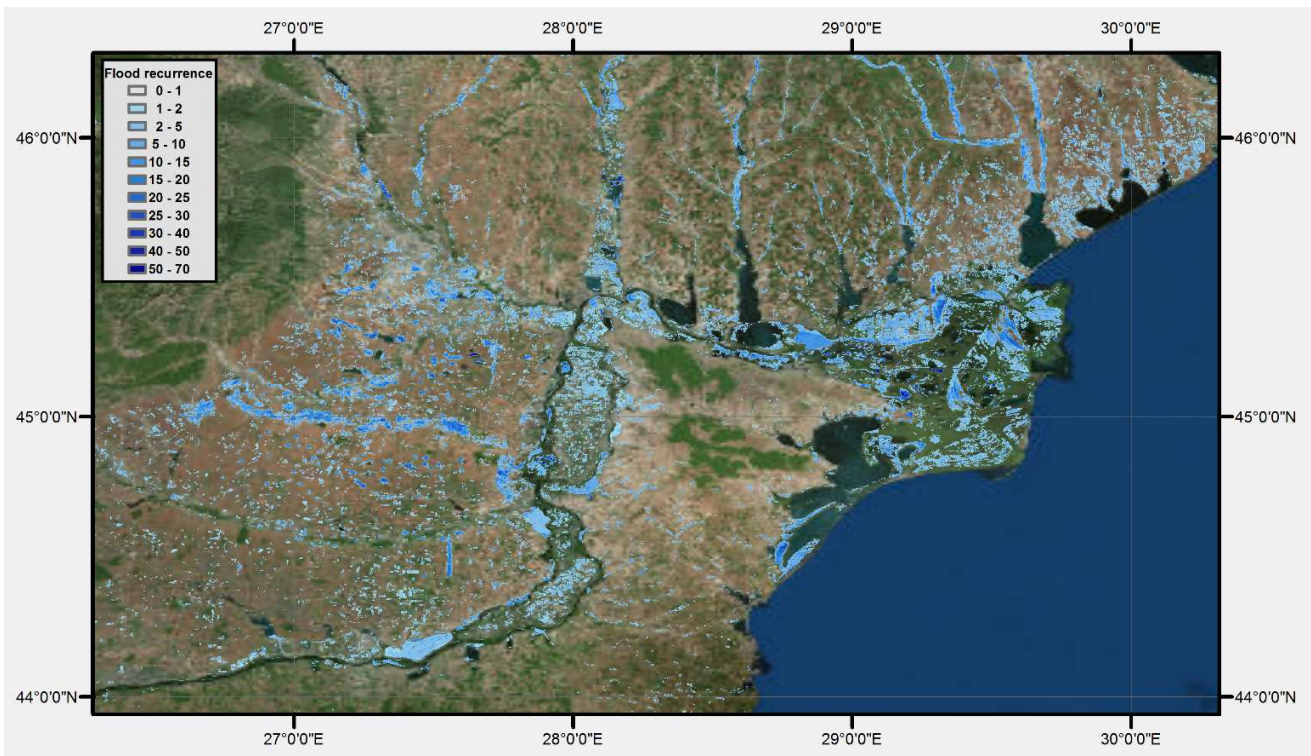 27°0'0"E 28°0'0"E 29°0'0"E 30°0'0"E
Flood recurrence
0 - 1
1 - 2
2 - 5
5 - 10
10 - 15
15 - 20
20 - 25
25 - 30
30 - 40
40 - 50
50 - 70
46°0'0"N 46°0'0"N
45°0'0"N 45°0'0"N
44°0'0"N 44°0'0"N
27°0'0"E 28°0'0"E 29°0'0"E 30°0'0"E